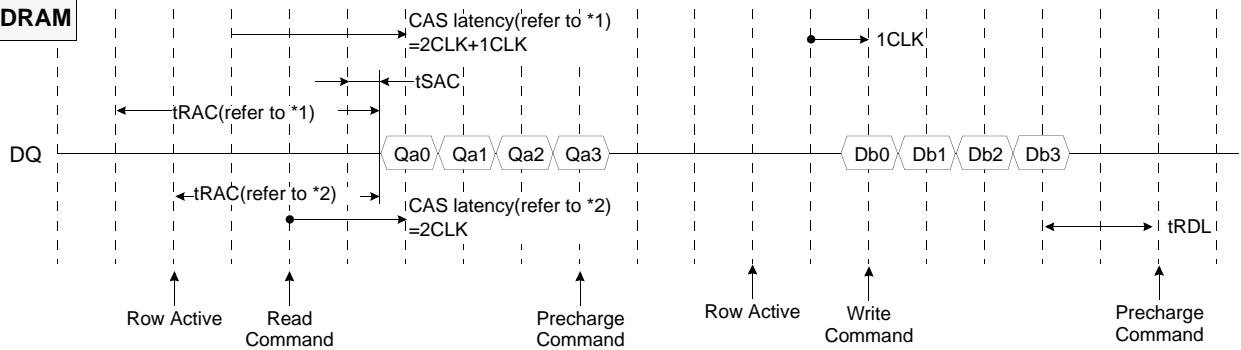 DRAM
CAS latency(refer to *1)
=2CLK+1CLK
1CLK
tSAC
tRAC(refer to *1)
DQ
Qa0 Qa1 Qa2 Qa3
Db0 Db1 Db2 Db3
tRAC(refer to *2)
CAS latency(refer to *2)
=2CLK
tRDL
Row Active
Read
Command
Precharge
Command
Row Active
Write
Command
Precharge
Command